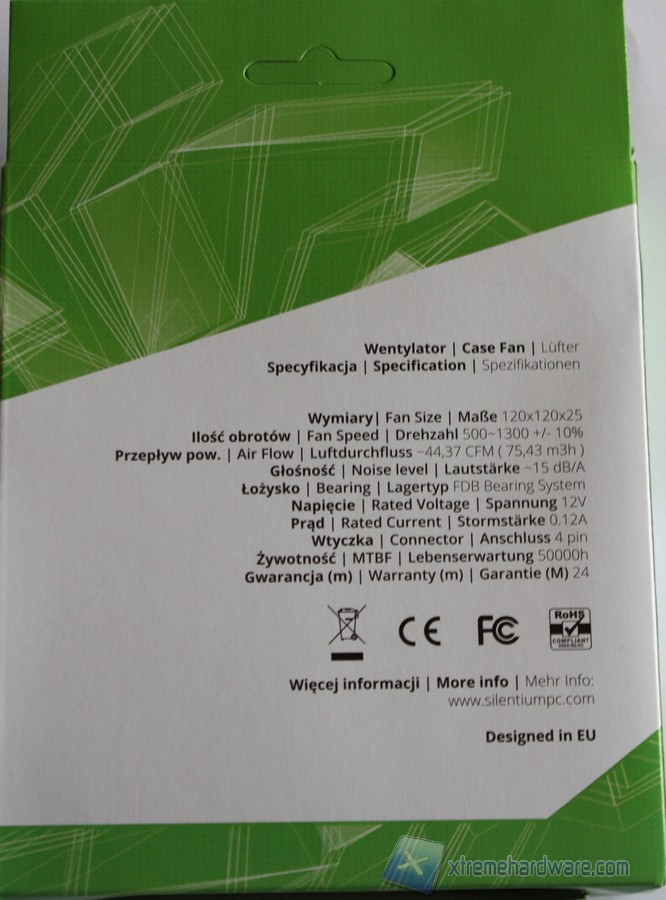 Wentylator | Case Fan | Lüfter
Specyfikacja | Specification | Spezifikationen
Wymiary| Fan Size | Maße 120x120x25
Ilość obrotów | Fan Speed | Drehzahl 500~1300 +/- 10%
Przepływ pow. | Air Flow | Luftdurchfluss ~44,37 CFM ( 75,43 m3h )
Głośność | Noise level | Lautstärke ~15 dB/A
Łożysko | Bearing | Lagertyp FDB Bearing System
Napięcie | Rated Voltage | Spannung 12V
Prąd | Rated Current | Stormstärke 0.12A
Wtyczka | Connector | Anschluss 4 pin
Żywotność | MTBF | Lebenserwartung 50000h
Gwarancja (m) | Warranty (m) | Garantie (M) 24
CE FC RoHS
COMPLIANT
Więcej informacji | More info | Mehr Info:
www.silentiumpc.com
Designed in EU
xtremehardware.com